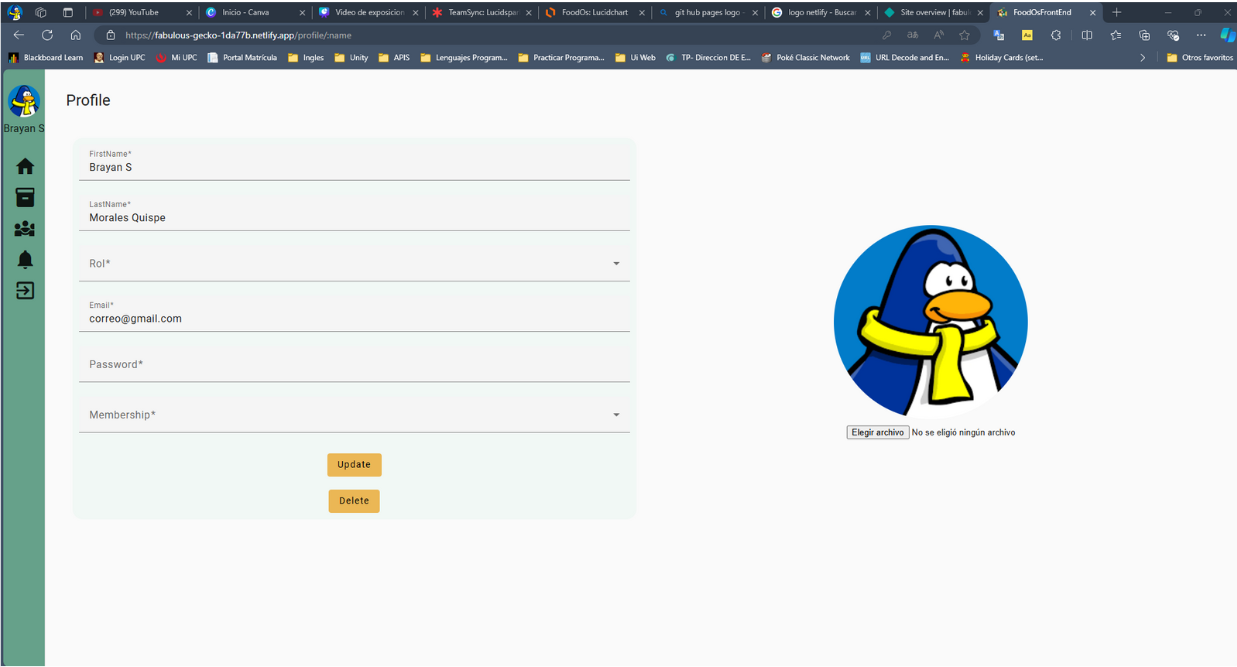 (299) YouTube
Inicio - Canva
Video de exposicion
TeamSync: Lucidspar
FoodOs: Lucidchart
git hub pages logo -
logo netlify - Buscar
Site overview | fabul
FoodOsFrontEnd
https://fabulous-gecko-1da77b.netlify.app/profile/:name
Blackboard Learn
Login UPC
Mi UPC
Portal Matrícula
Ingles
Unity
APIS
Lenguajes Program...
Practicar Programa...
Ui Web
TP- Direccion DE E...
Poké Classic Network
URL Decode and En...
Holiday Cards (set...
Otros favoritos
Brayan S
Profile
FirstName*
Brayan S
LastName*
Morales Quispe
Rol*
Email*
correo@gmail.com
Password*
Membership*
Update
Delete
Elegir archivo No se eligió ningún archivo